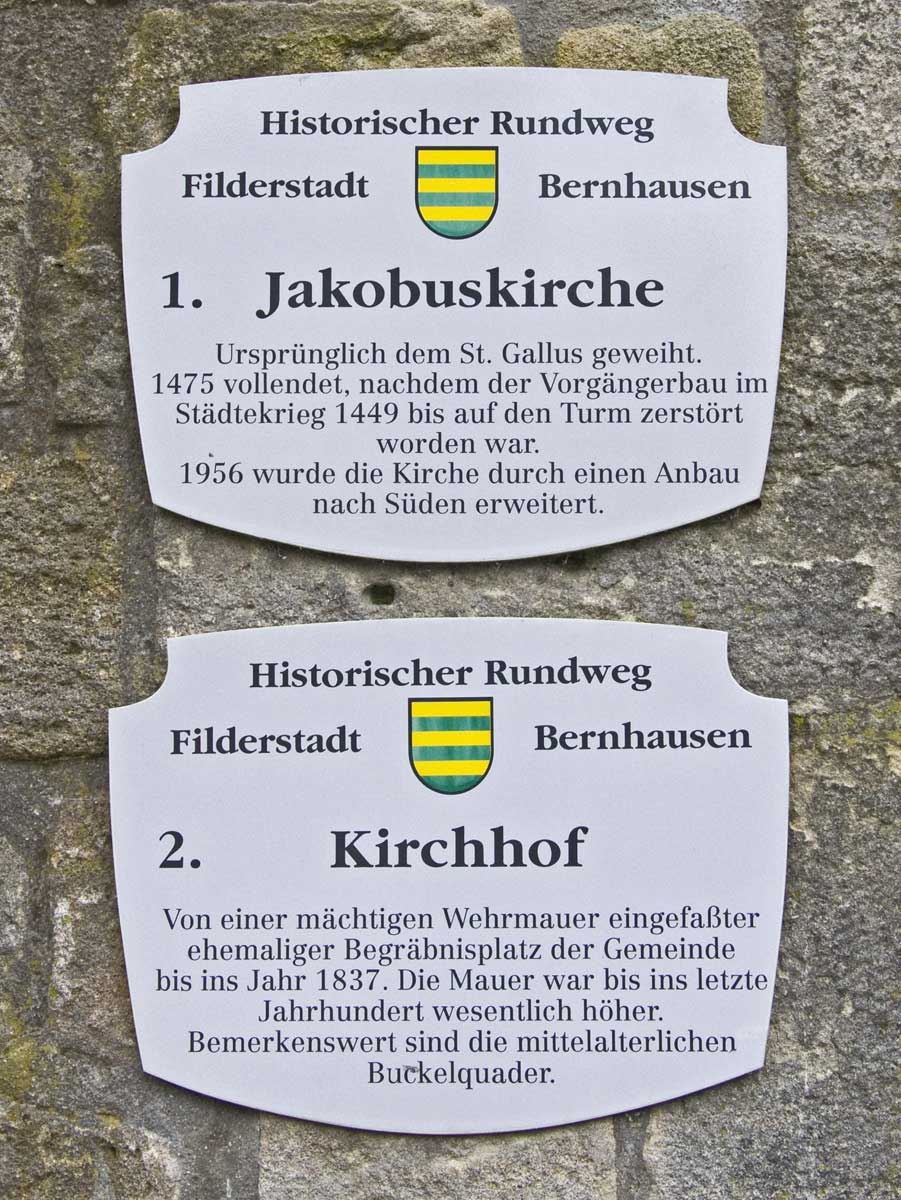 Historischer Rundweg
Filderstadt Bernhausen
1. Jakobuskirche
Ursprünglich dem St. Gallus geweiht.
1475 vollendet, nachdem der Vorgängerbau im
Städtekrieg 1449 bis auf den Turm zerstört
worden war.
1956 wurde die Kirche durch einen Anbau
nach Süden erweitert.
Historischer Rundweg
Filderstadt Bernhausen
2. Kirchhof
Von einer mächtigen Wehrmauer eingefaßter
ehemaliger Begräbnisplatz der Gemeinde
bis ins Jahr 1837. Die Mauer war bis ins letzte
Jahrhundert wesentlich höher.
Bemerkenswert sind die mittelalterlichen
Buckelquader.